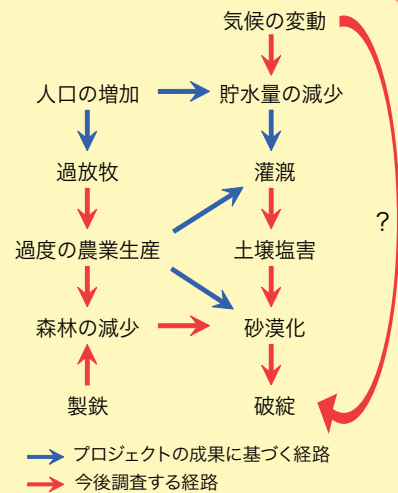 気候の変動
人口の増加
貯水量の減少
過放牧
灌漑
?
過度の農業生産
土壌塩害
森林の減少
砂漠化
製鉄
破綻
プロジェクトの成果に基づく経路
今後調査する経路